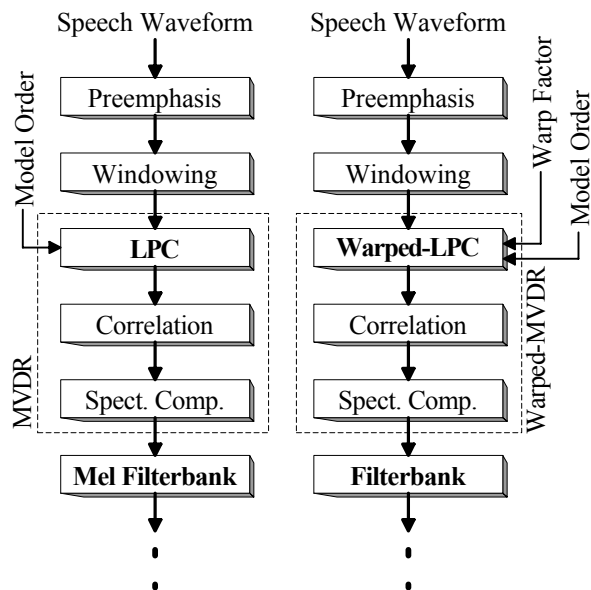 Speech Waveform
Preemphasis
Windowing
Model Order
LPC
Correlation
Spect. Comp.
MVDR
Mel Filterbank
Speech Waveform
Preemphasis
Windowing
Warp Factor
Model Order
Warped-LPC
Correlation
Spect. Comp.
Warped-MVDR
Filterbank